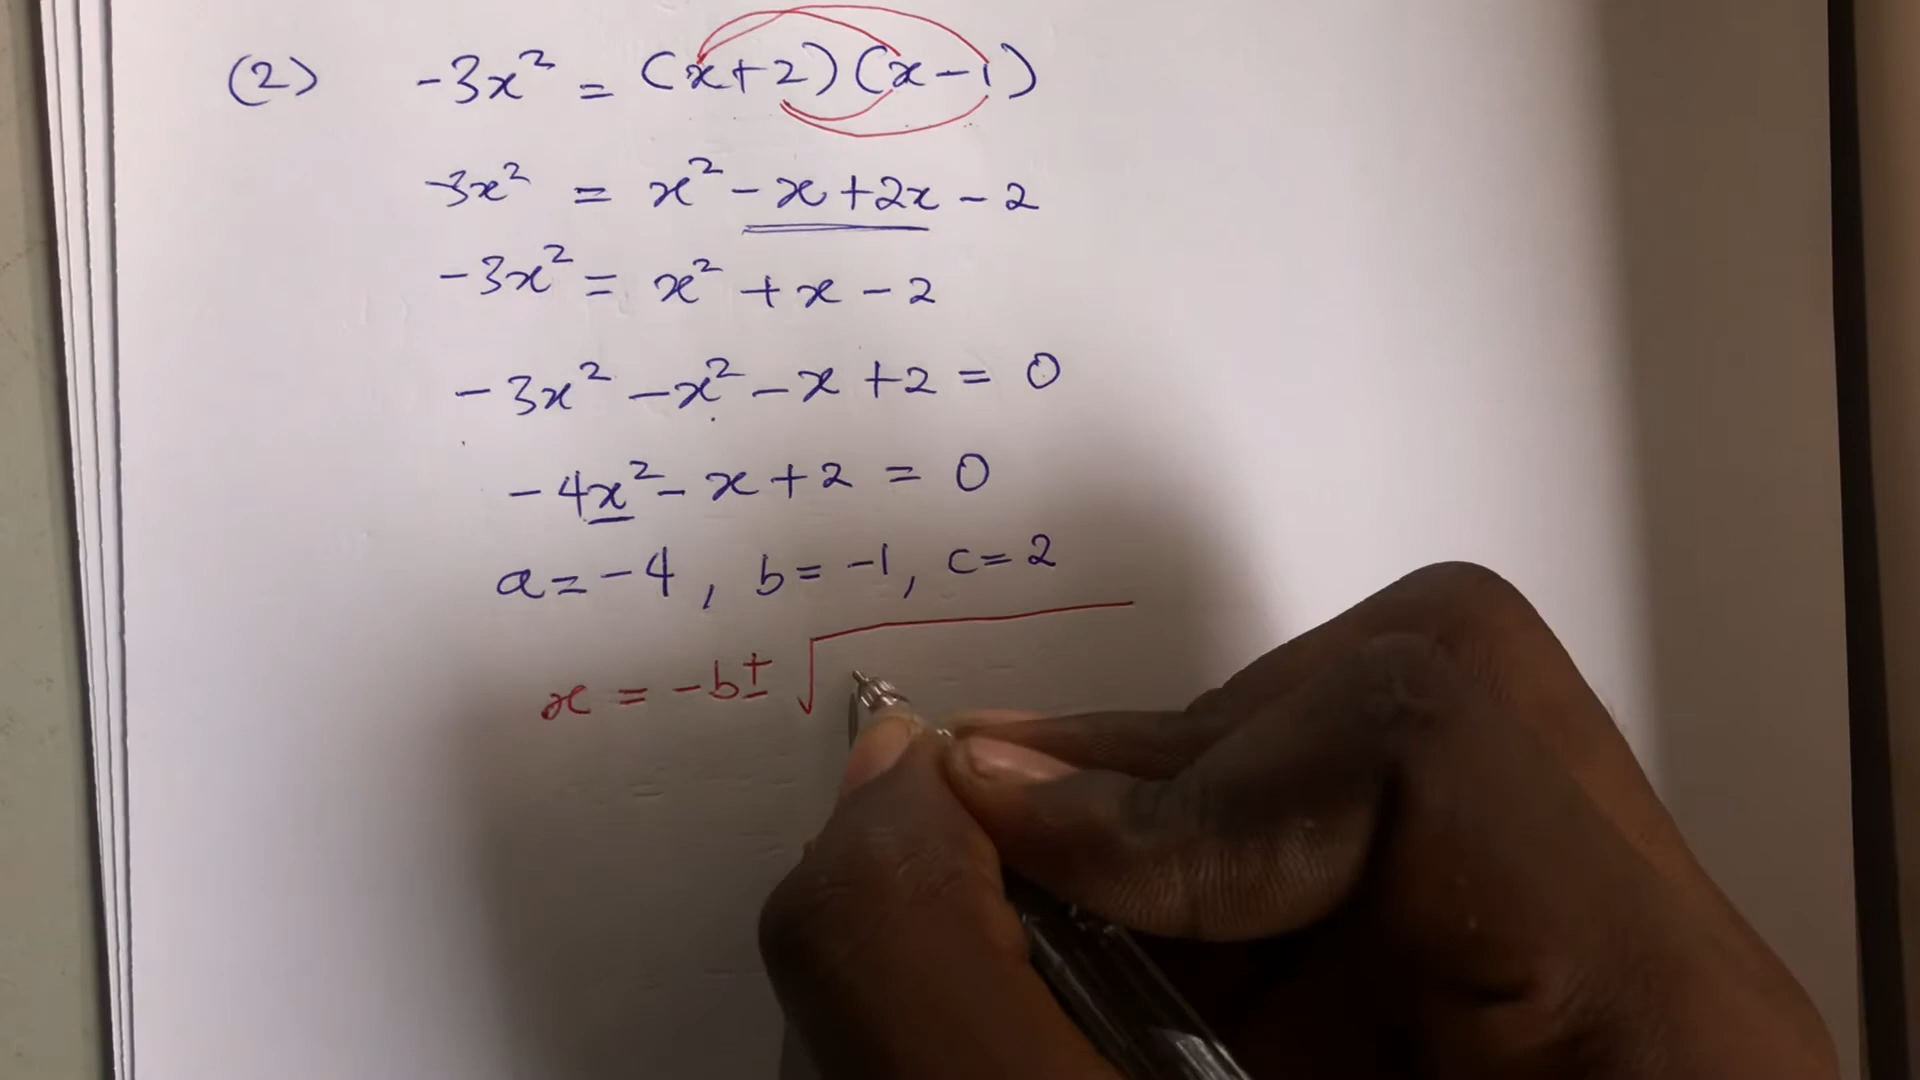 (2) -3x² = (x+2)(x-1)
-3x² = x² - x + 2x - 2
-3x² = x² + x - 2
-3x² - x² - x + 2 = 0
-4x² - x + 2 = 0
a = -4, b = -1, c = 2
x = -b ± √